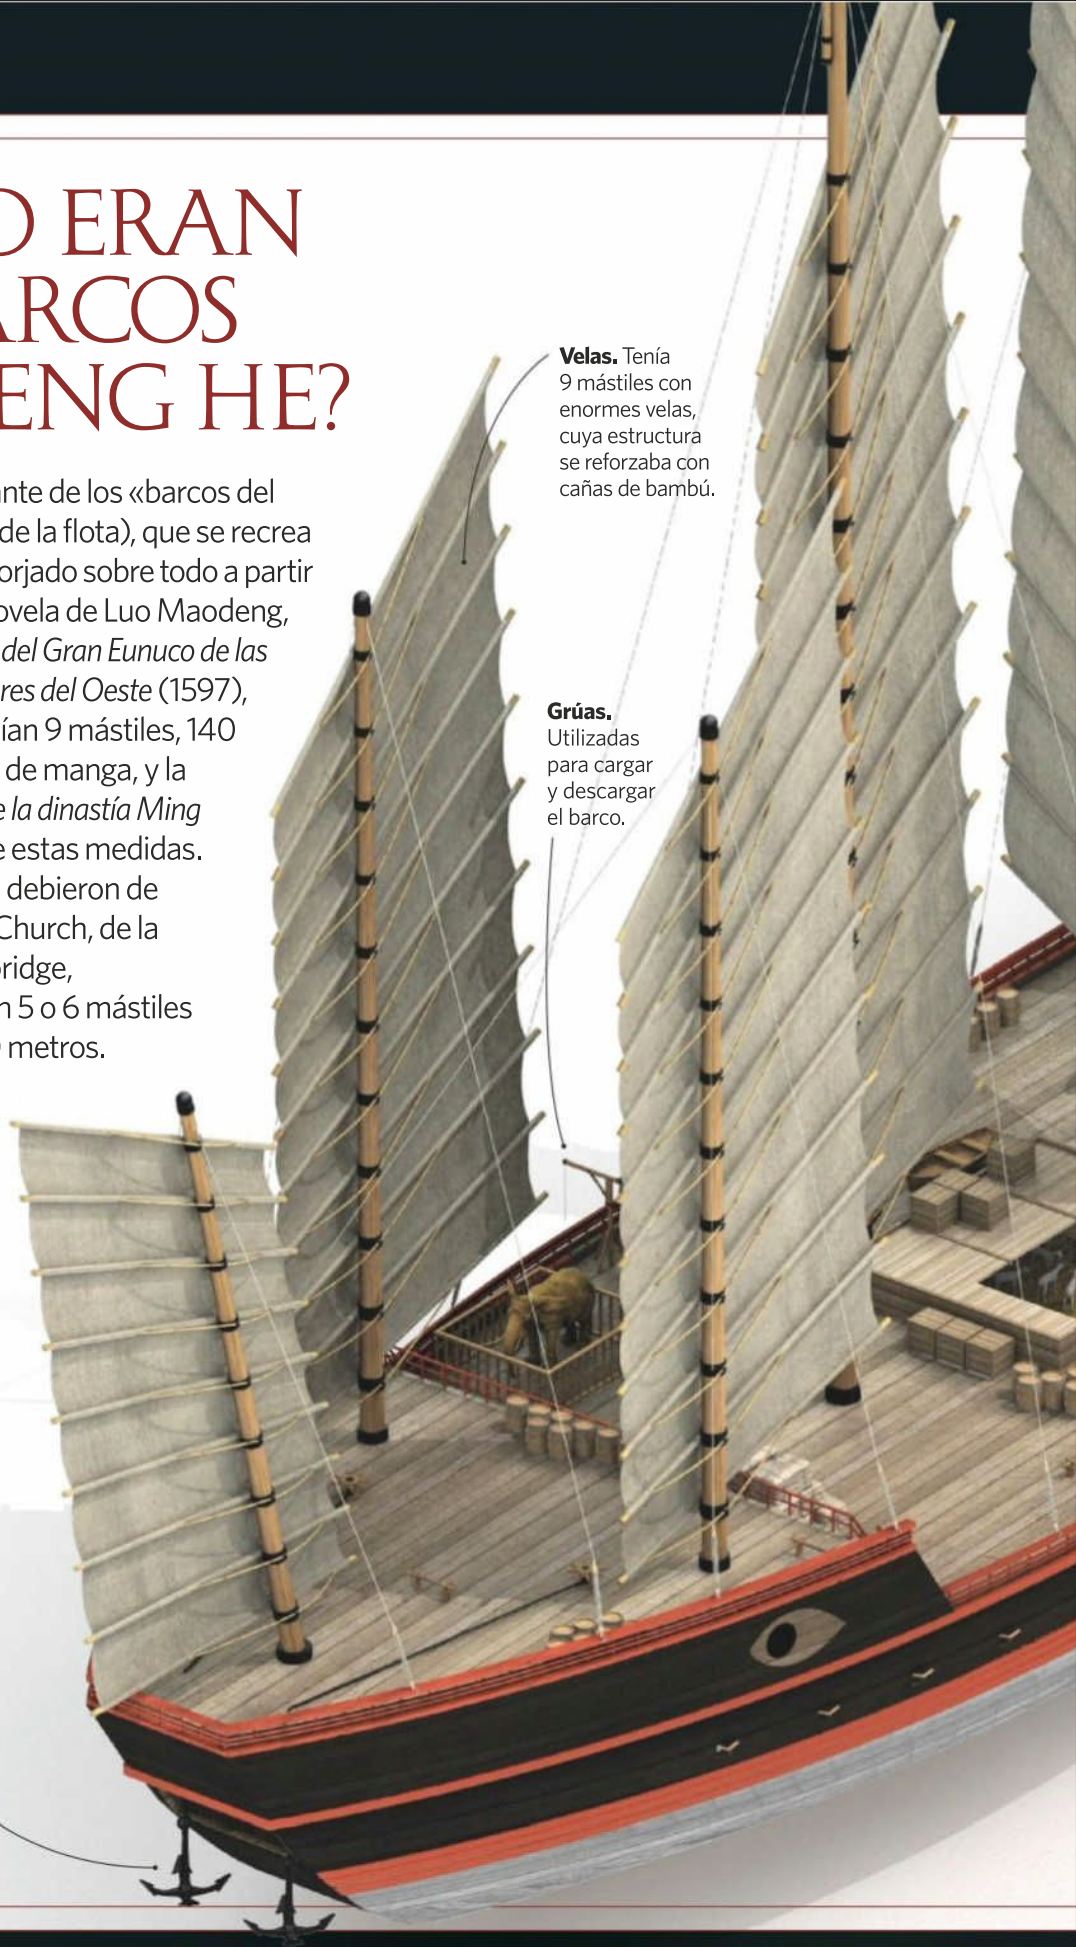 O ERAN
ARCOS
ENG HE?
ante de los «barcos del
de la flota), que se recrea
orjado sobre todo a partir
ovela de Luo Maodeng,
del Gran Eunuco de las
res del Oeste (1597),
ían 9 mástiles, 140
de manga, y la
e la dinastía Ming
e estas medidas.
debieron de
Church, de la
bridge,
n 5 o 6 mástiles
metros.
Velas. Tenía
9 mástiles con
enormes velas,
cuya estructura
se reforzaba con
cañas de bambú.
Grúas.
Utilizadas
para cargar
y descargar
el barco.